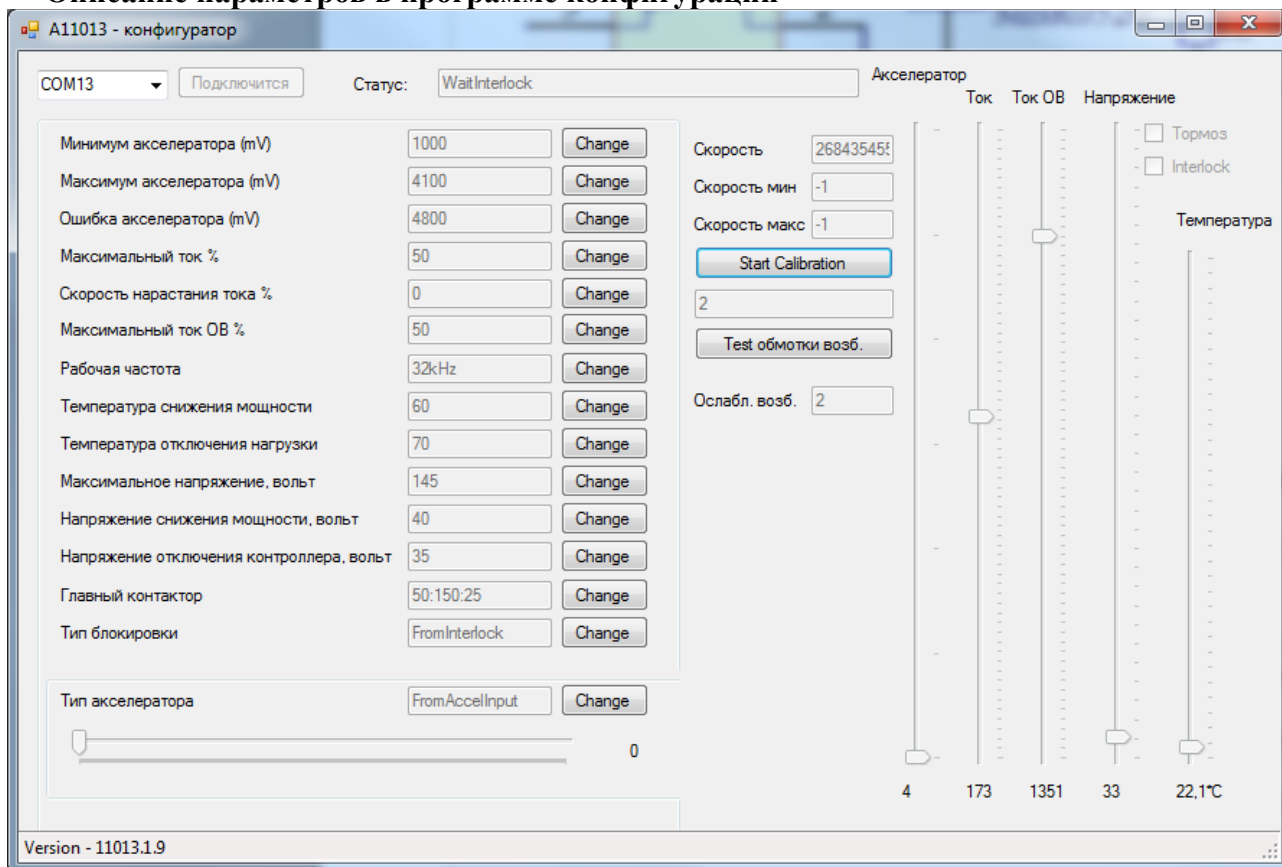 Описание параметров в программе конфигурации
A11013 - конфигуратор
COM13 Подключится Статус: WaitInterlock
Акселератор
Ток Ток ОВ Напряжение
Минимум акселератора (mV) 1000 Change
Максимум акселератора (mV) 4100 Change
Ошибка акселератора (mV) 4800 Change
Максимальный ток % 50 Change
Скорость нарастания тока % 0 Change
Максимальный ток ОВ % 50 Change
Рабочая частота 32kHz Change
Температура снижения мощности 60 Change
Температура отключения нагрузки 70 Change
Максимальное напряжение, вольт 145 Change
Напряжение снижения мощности, вольт 40 Change
Напряжение отключения контроллера, вольт 35 Change
Главный контактор 50:150:25 Change
Тип блокировки FromInterlock Change
Тип акселератора FromAccelInput Change
0
Скорость 268435455
Скорость мин -1
Скорость макс -1
Start Calibration
2
Test обмотки возб.
Ослабл. возб. 2
Тормоз
Interlock
Температура
4 173 1351 33 22,1°C
Version - 11013.1.9